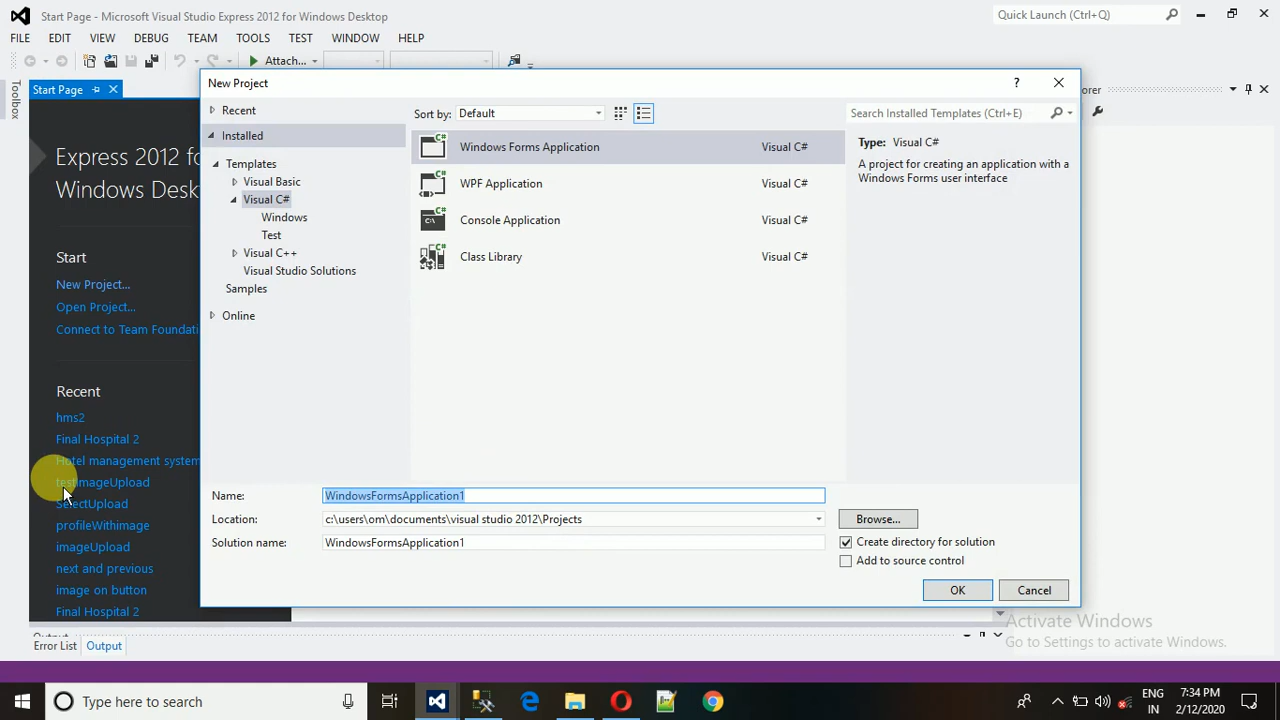 Start Page - Microsoft Visual Studio Express 2012 for Windows Desktop
Quick Launch (Ctrl+Q)
FILE EDIT VIEW DEBUG TEAM TOOLS TEST WINDOW HELP
Attach...
Toolbox
Start Page
orer
Express 2012 fo
Windows Desk
Start
New Project...
Open Project...
Connect to Team Foundati
Recent
hms2
Final Hospital 2
Hotel management system
testImageUpload
SelectUpload
profileWithimage
imageUpload
next and previous
image on button
Final Hospital 2
New Project
?
Recent
Installed
Templates
Visual Basic
Visual C#
Windows
Test
Visual C++
Visual Studio Solutions
Samples
Online
Sort by: Default
Search Installed Templates (Ctrl+E)
Windows Forms Application Visual C#
WPF Application Visual C#
Console Application Visual C#
Class Library Visual C#
Type: Visual C#
A project for creating an application with a
Windows Forms user interface
Name: WindowsFormsApplication1
Location: c:\users\om\documents\visual studio 2012\Projects
Browse...
Solution name: WindowsFormsApplication1
Create directory for solution
Add to source control
OK Cancel
Output
Error List Output
Activate Windows
Go to Settings to activate Windows.
Type here to search
ENG
IN
7:34 PM
2/12/2020